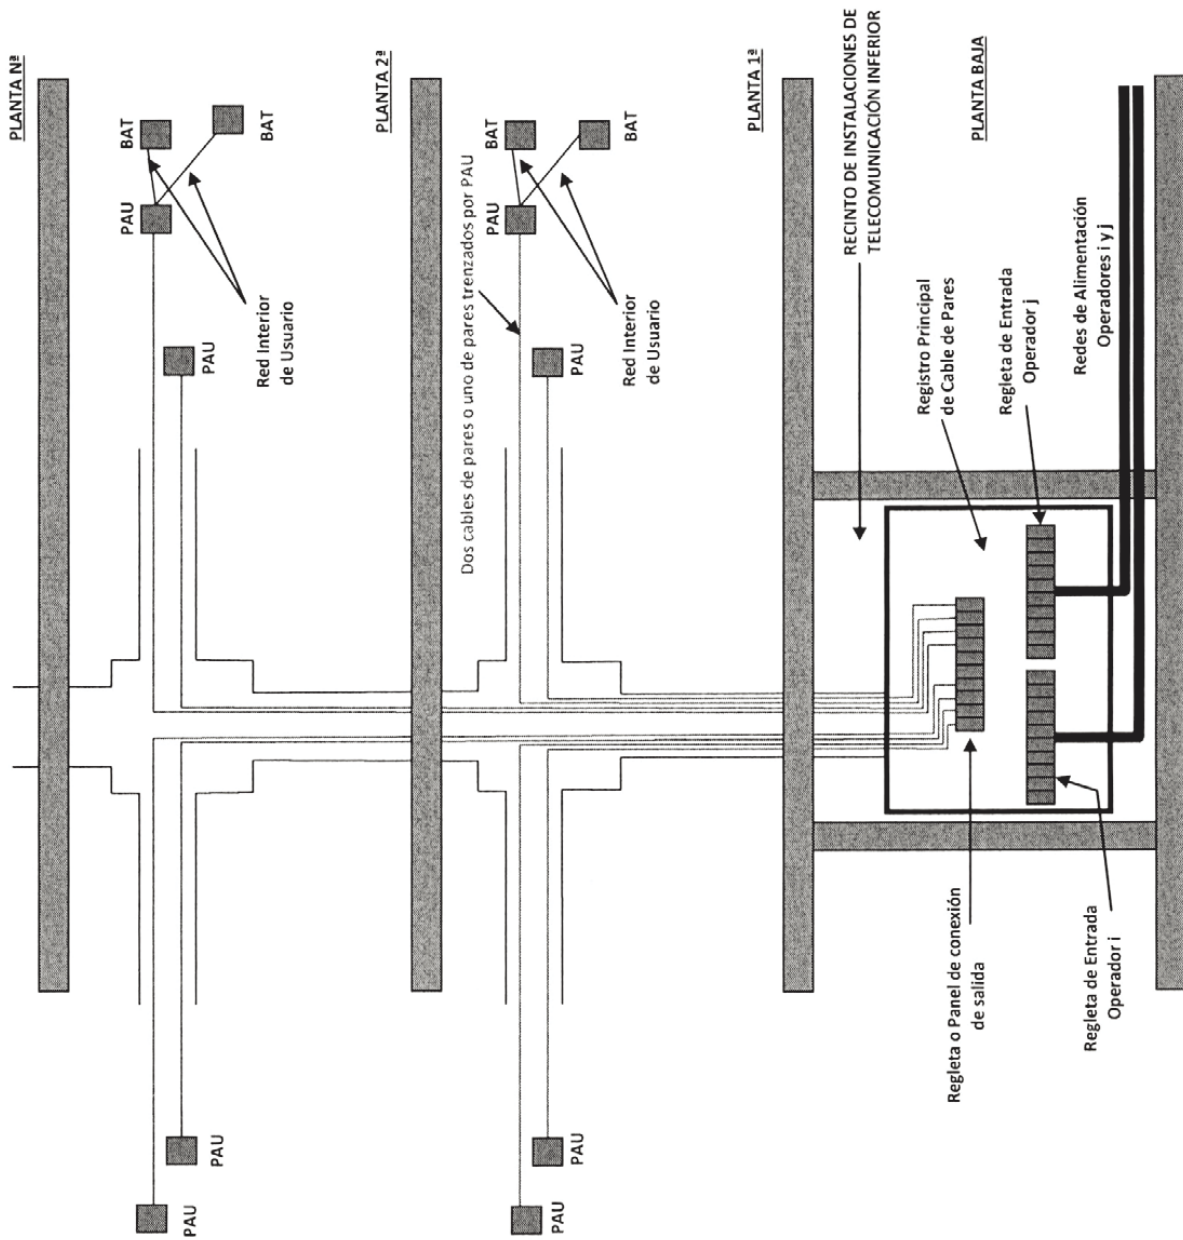 PLANTA Nª
PAU
BAT
PAU
PAU
PAU
BAT
Red Interior
de Usuario
PLANTA 2ª
Dos cables de pares o uno de pares trenzados por PAU
PAU
BAT
PAU
PAU
PAU
BAT
Red Interior
de Usuario
PLANTA 1ª
RECINTO DE INSTALACIONES DE
TELECOMUNICACIÓN INFERIOR
Registro Principal
de Cable de Pares
PLANTA BAJA
Regleta o Panel de conexión
de salida
Regleta de Entrada
Operador j
Regleta de Entrada
Operador i
Redes de Alimentación
Operadores i y j